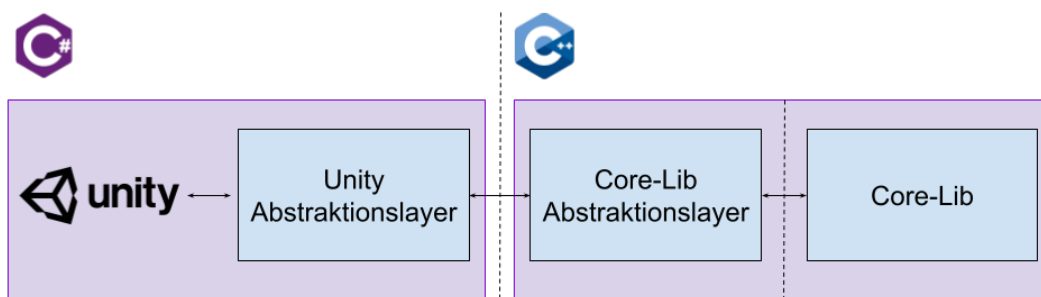 C#
C++
unity
Unity
Abstraktionslayer
Core-Lib
Abstraktionslayer
Core-Lib